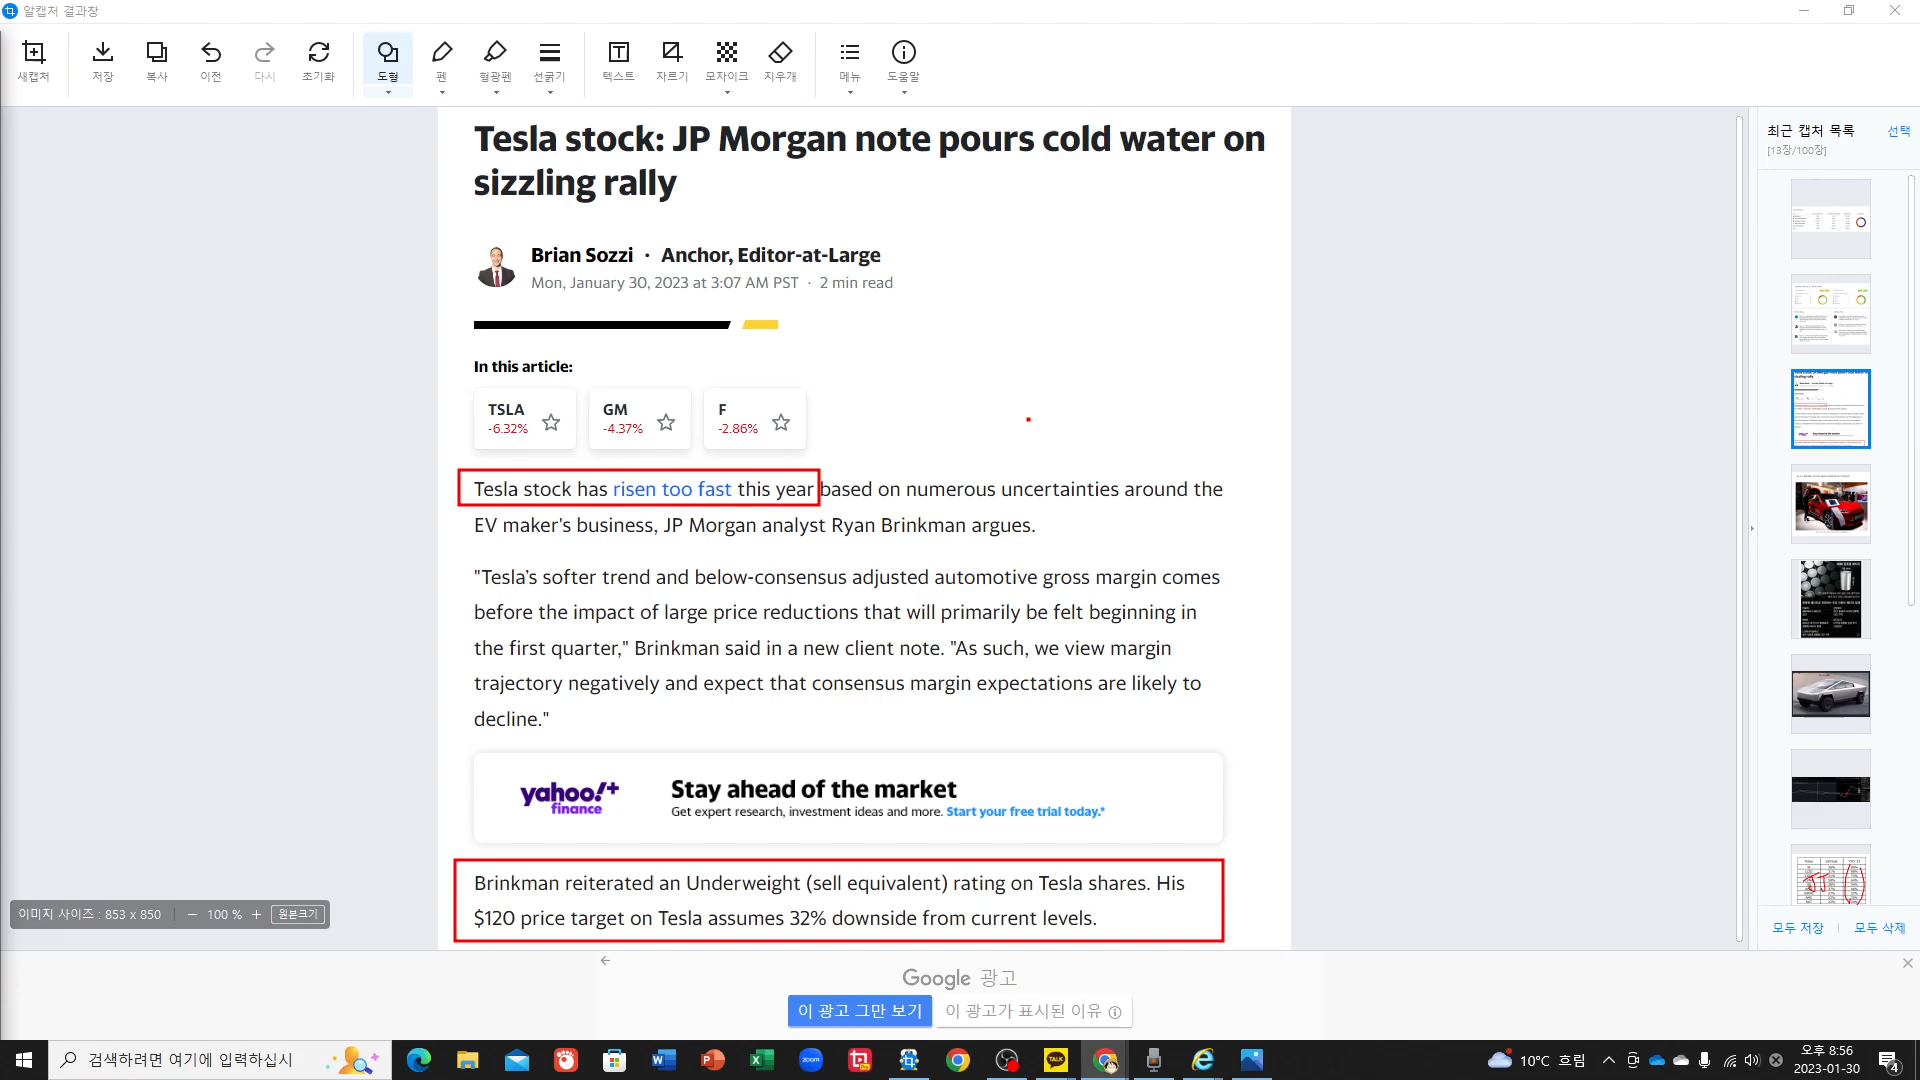 알캡처 결과창
새캡처
저장
복사
이전
다시
초기화
도형
펜
형광펜
선굵기
텍스트
자르기
모자이크
지우개
메뉴
도움말
Tesla stock: JP Morgan note pours cold water on
sizzling rally
Brian Sozzi · Anchor, Editor-at-Large
Mon, January 30, 2023 at 3:07 AM PST · 2 min read
In this article:
TSLA
-6.32%
GM
-4.37%
F
-2.86%
Tesla stock has risen too fast this year based on numerous uncertainties around the
EV maker's business, JP Morgan analyst Ryan Brinkman argues.
"Tesla’s softer trend and below-consensus adjusted automotive gross margin comes
before the impact of large price reductions that will primarily be felt beginning in
the first quarter," Brinkman said in a new client note. "As such, we view margin
trajectory negatively and expect that consensus margin expectations are likely to
decline."
yahoo!+
finance
Stay ahead of the market
Get expert research, investment ideas and more. Start your free trial today.*
Brinkman reiterated an Underweight (sell equivalent) rating on Tesla shares. His
$120 price target on Tesla assumes 32% downside from current levels.
이미지 사이즈 : 853 x 850
100 %
원본크기
최근 캡처 목록
선택
[13장/100장]
모두 저장
모두 삭제
Google 광고
이 광고 그만 보기
이 광고가 표시된 이유
검색하려면 여기에 입력하십시
zoom
TALK
10°C 흐림
오후 8:56
2023-01-30
4